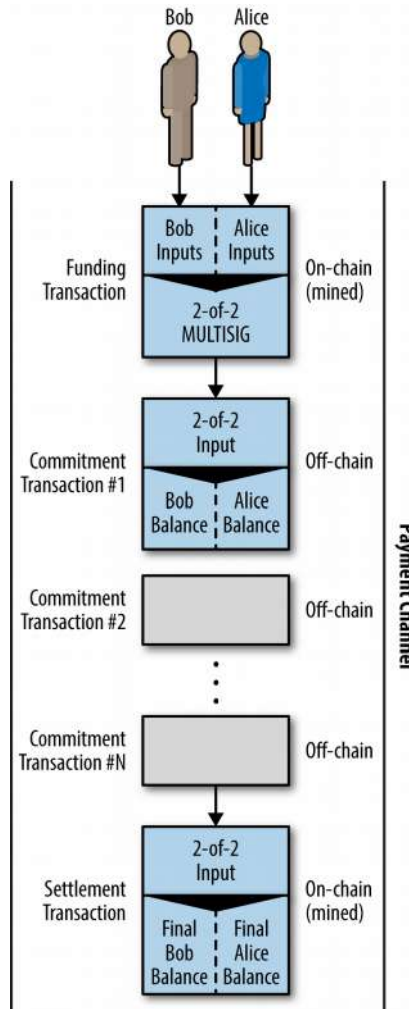 Bob Alice
Funding
Transaction
Bob
Inputs
Alice
Inputs
2-of-2
MULTISIG
On-chain
(mined)
Commitment
Transaction #1
2-of-2
Input
Bob
Balance
Alice
Balance
Off-chain
Commitment
Transaction #2
Off-chain
Commitment
Transaction #N
Off-chain
Settlement
Transaction
2-of-2
Input
Final
Bob
Balance
Final
Alice
Balance
On-chain
(mined)
Payment Channel